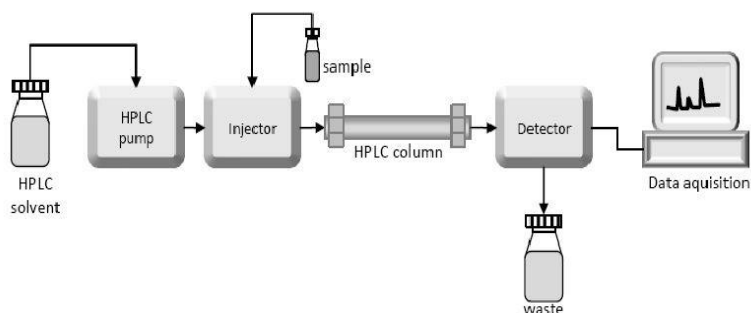 sample
HPLC
pump
Injector
Detector
HPLC column
HPLC
solvent
Data aquisition
waste